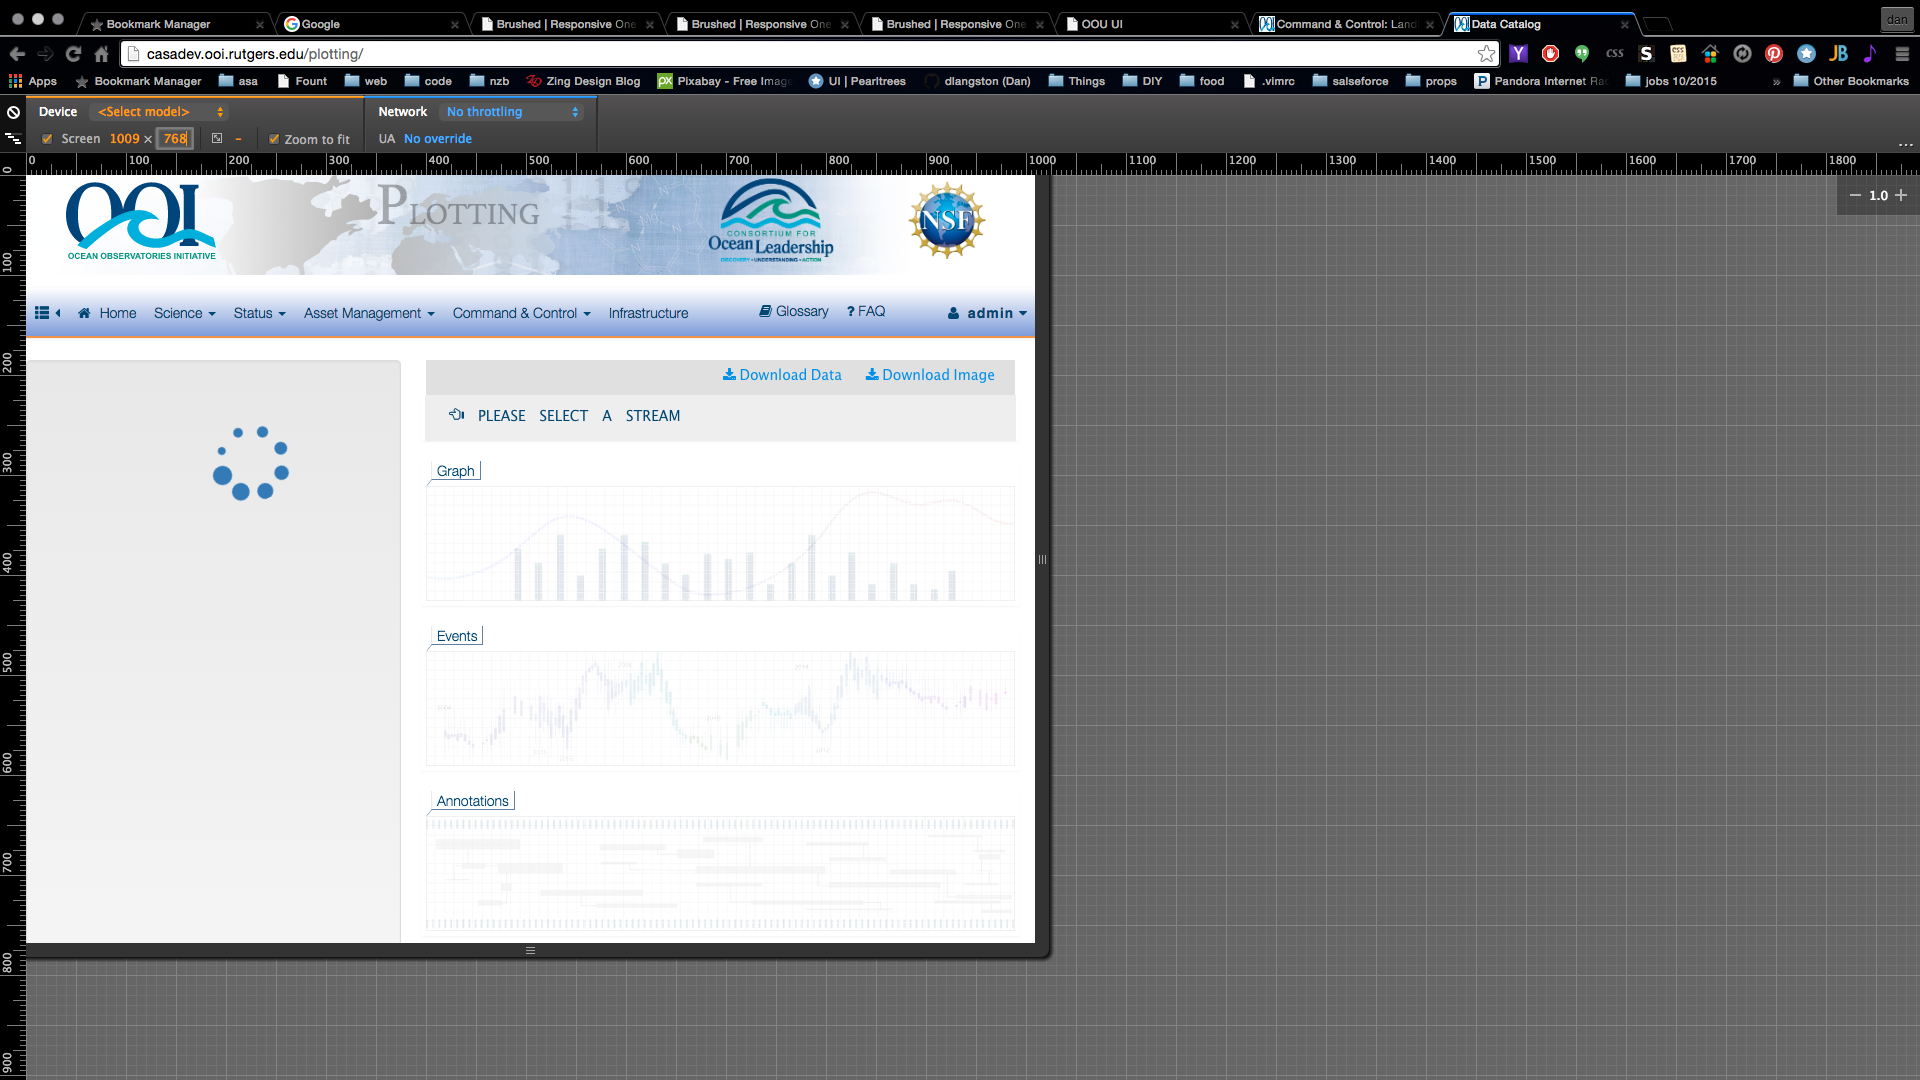 Bookmark Manager
Google
Brushed | Responsive One
Brushed | Responsive One
Brushed | Responsive One
OOU UI
Command & Control: Land
Data Catalog
dan
casadev.ooi.rutgers.edu/plotting/
Apps
Bookmark Manager
asa
Fount
web
code
nzb
Zing Design Blog
Pixabay - Free Image
UI | Pearltrees
dlangston (Dan)
Things
DIY
food
.vimrc
salseforce
props
Pandora Internet Ra
jobs 10/2015
»
Other Bookmarks
Device
<Select model>
Network
No throttling
Screen 1009 × 768
Zoom to fit
UA No override
...
0 100 200 300 400 500 600 700 800 900 1000 1100 1200 1300 1400 1500 1600 1700 1800
0 100 200 300 400 500 600 700 800 900
− 1.0 +
OOI
OCEAN OBSERVATORIES INITIATIVE
PLOTTING
CONSORTIUM FOR
Ocean Leadership
DISCOVERY • UNDERSTANDING • ACTION
NSF
Home
Science
Status
Asset Management
Command & Control
Infrastructure
Glossary
? FAQ
admin
Download Data
Download Image
PLEASE SELECT A STREAM
Graph
Events
Annotations